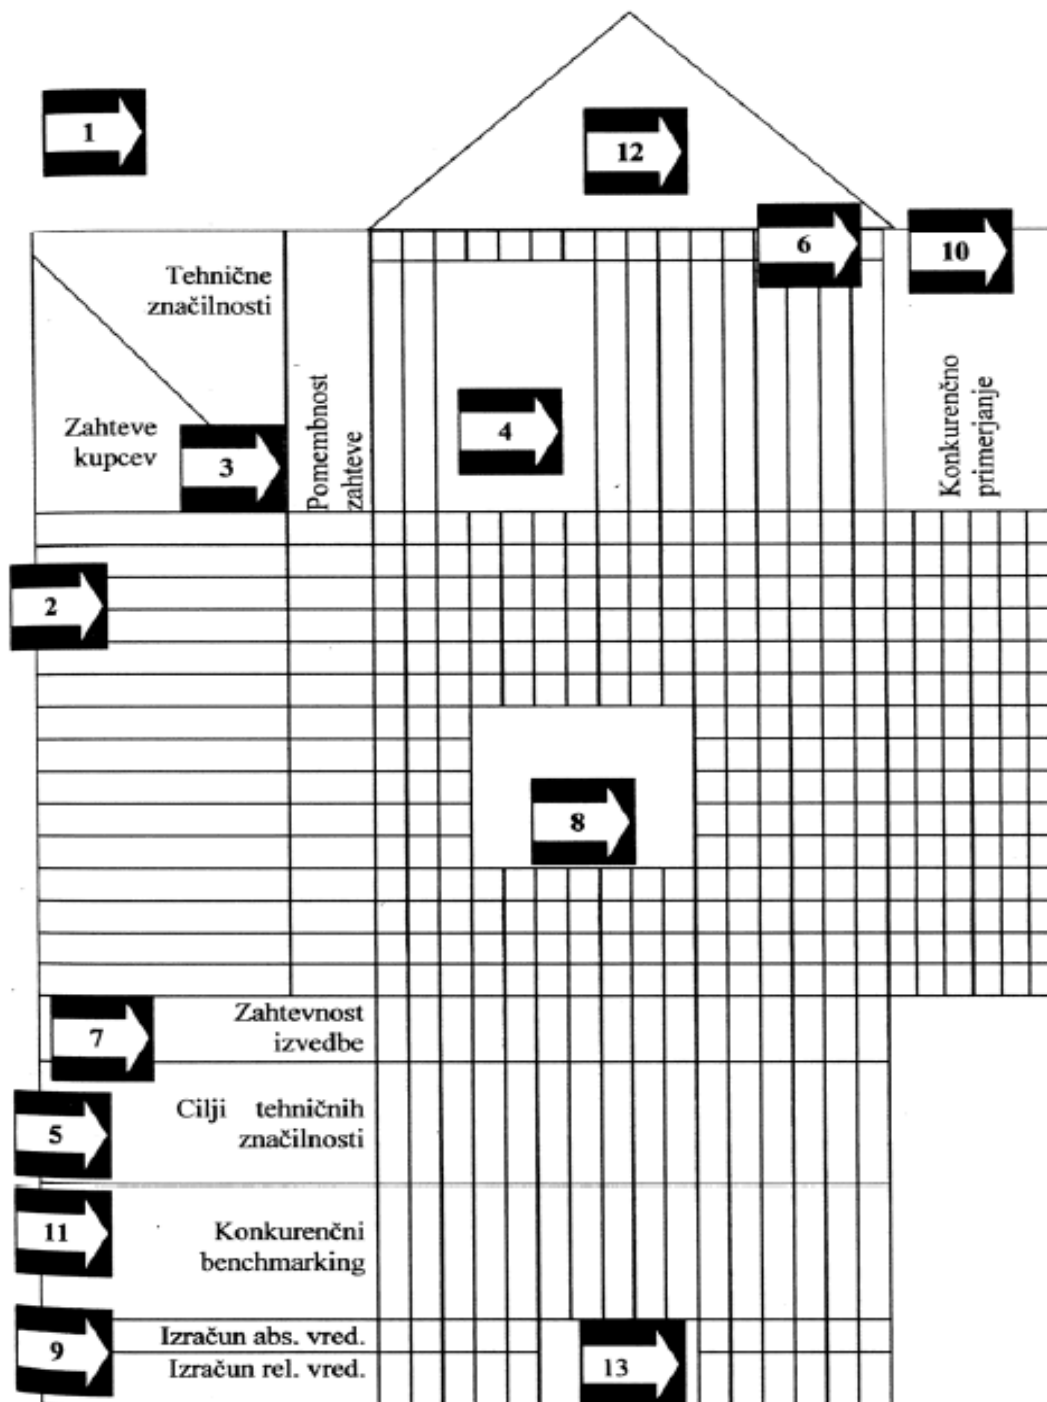 1
12
6
10
Tehnične
značilnosti
Zahteve
kupcev
3
Pomembnost
zahteve
4
Konkurenčno
primerjanje
2
8
7
Zahtevnost
izvedbe
5
Cilji tehničnih
značilnosti
11
Konkurenčni
benchmarking
9
Izračun abs. vred.
Izračun rel. vred.
13